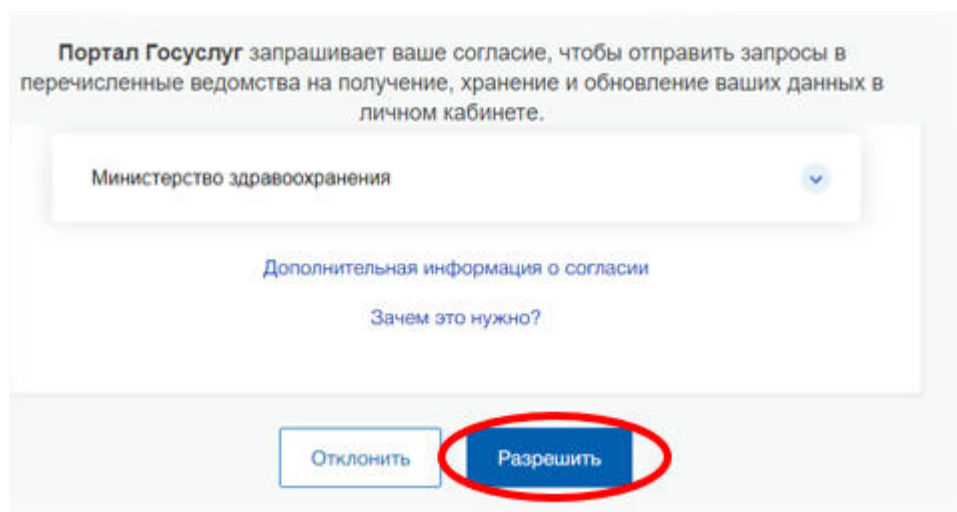 Портал Госуслуг запрашивает ваше согласие, чтобы отправить запросы в
перечисленные ведомства на получение, хранение и обновление ваших данных в
личном кабинете.
Министерство здравоохранения
Дополнительная информация о согласии
Зачем это нужно?
Отклонить
Разрешить